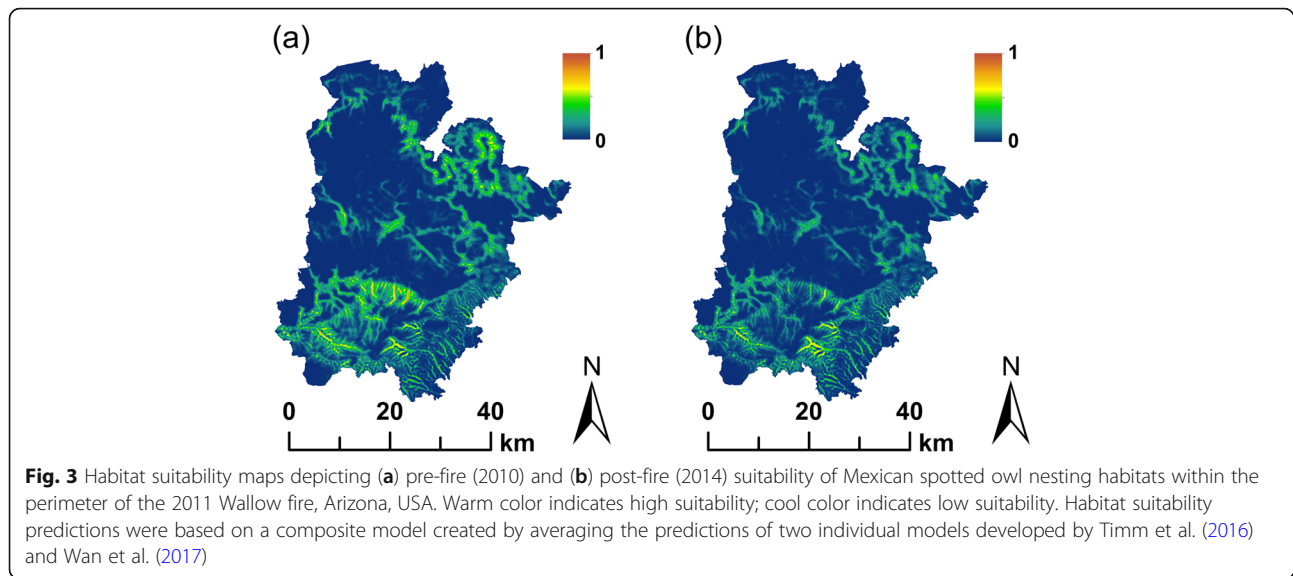 (a)
(b)
1
0
1
0
N
N
0 20 40
km
0 20 40
km
Fig. 3 Habitat suitability maps depicting (a) pre-fire (2010) and (b) post-fire (2014) suitability of Mexican spotted owl nesting habitats within the
perimeter of the 2011 Wallow fire, Arizona, USA. Warm color indicates high suitability; cool color indicates low suitability. Habitat suitability
predictions were based on a composite model created by averaging the predictions of two individual models developed by Timm et al. (2016)
and Wan et al. (2017)